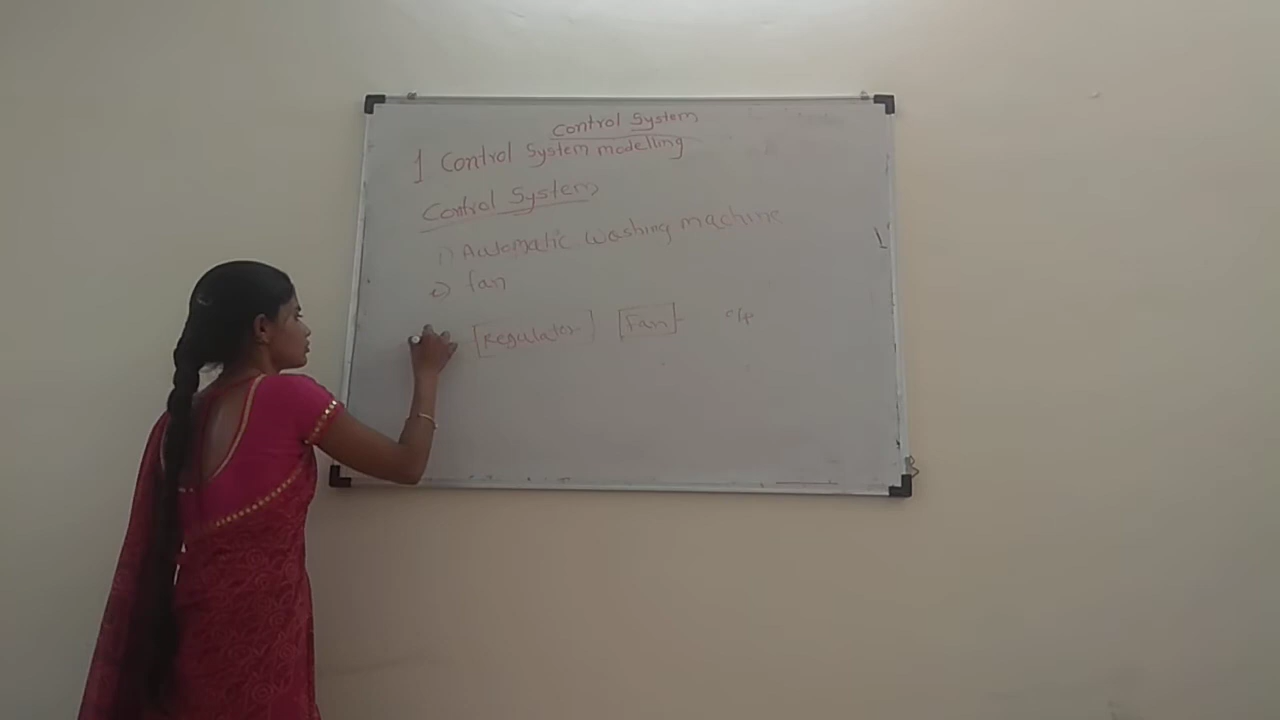 Control System
1 Control System modelling
Control System
1) Automatic washing machine
2) fan
Regulator Fan o/p